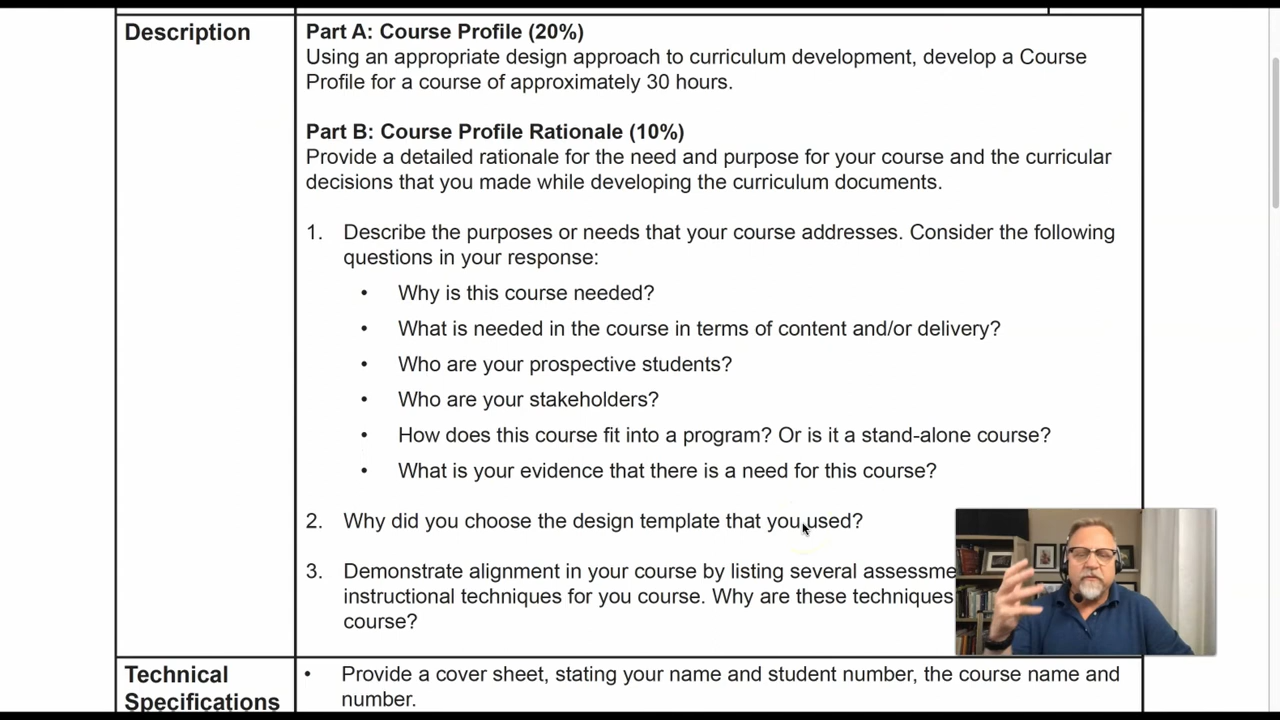 Description
Part A: Course Profile (20%)
Using an appropriate design approach to curriculum development, develop a Course
Profile for a course of approximately 30 hours.
Part B: Course Profile Rationale (10%)
Provide a detailed rationale for the need and purpose for your course and the curricular
decisions that you made while developing the curriculum documents.
1. Describe the purposes or needs that your course addresses. Consider the following
questions in your response:
• Why is this course needed?
• What is needed in the course in terms of content and/or delivery?
• Who are your prospective students?
• Who are your stakeholders?
• How does this course fit into a program? Or is it a stand-alone course?
• What is your evidence that there is a need for this course?
2. Why did you choose the design template that you used?
3. Demonstrate alignment in your course by listing several assessme
instructional techniques for you course. Why are these techniques
course?
Technical
Specifications
• Provide a cover sheet, stating your name and student number, the course name and
number.